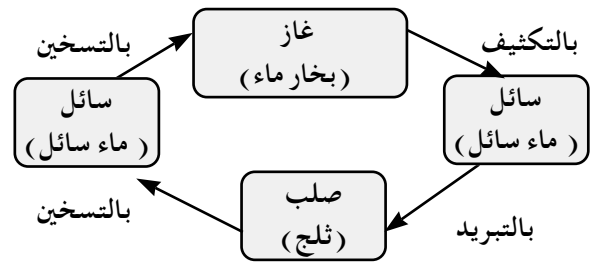 غاز
(بخار ماء)
بالتكثيف
بالتسخين
سائل
(ماء سائل)
سائل
(ماء سائل)
صلب
(ثلج)
بالتبريد
بالتسخين